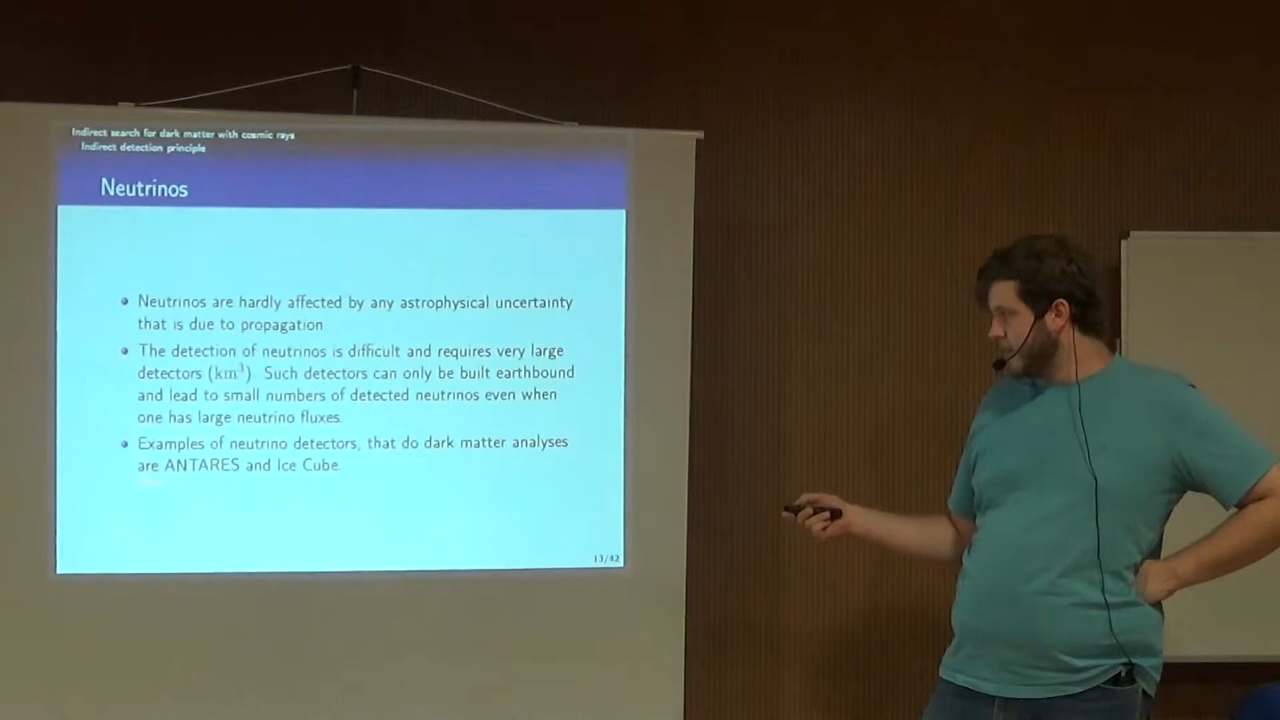 Indirect search for dark matter with cosmic rays
Indirect detection principle
Neutrinos
Neutrinos are hardly affected by any astrophysical uncertainty
that is due to propagation
The detection of neutrinos is difficult and requires very large
detectors (km³). Such detectors can only be built earthbound
and lead to small numbers of detected neutrinos even when
one has large neutrino fluxes.
Examples of neutrino detectors, that do dark matter analyses
are ANTARES and Ice Cube.
13/42